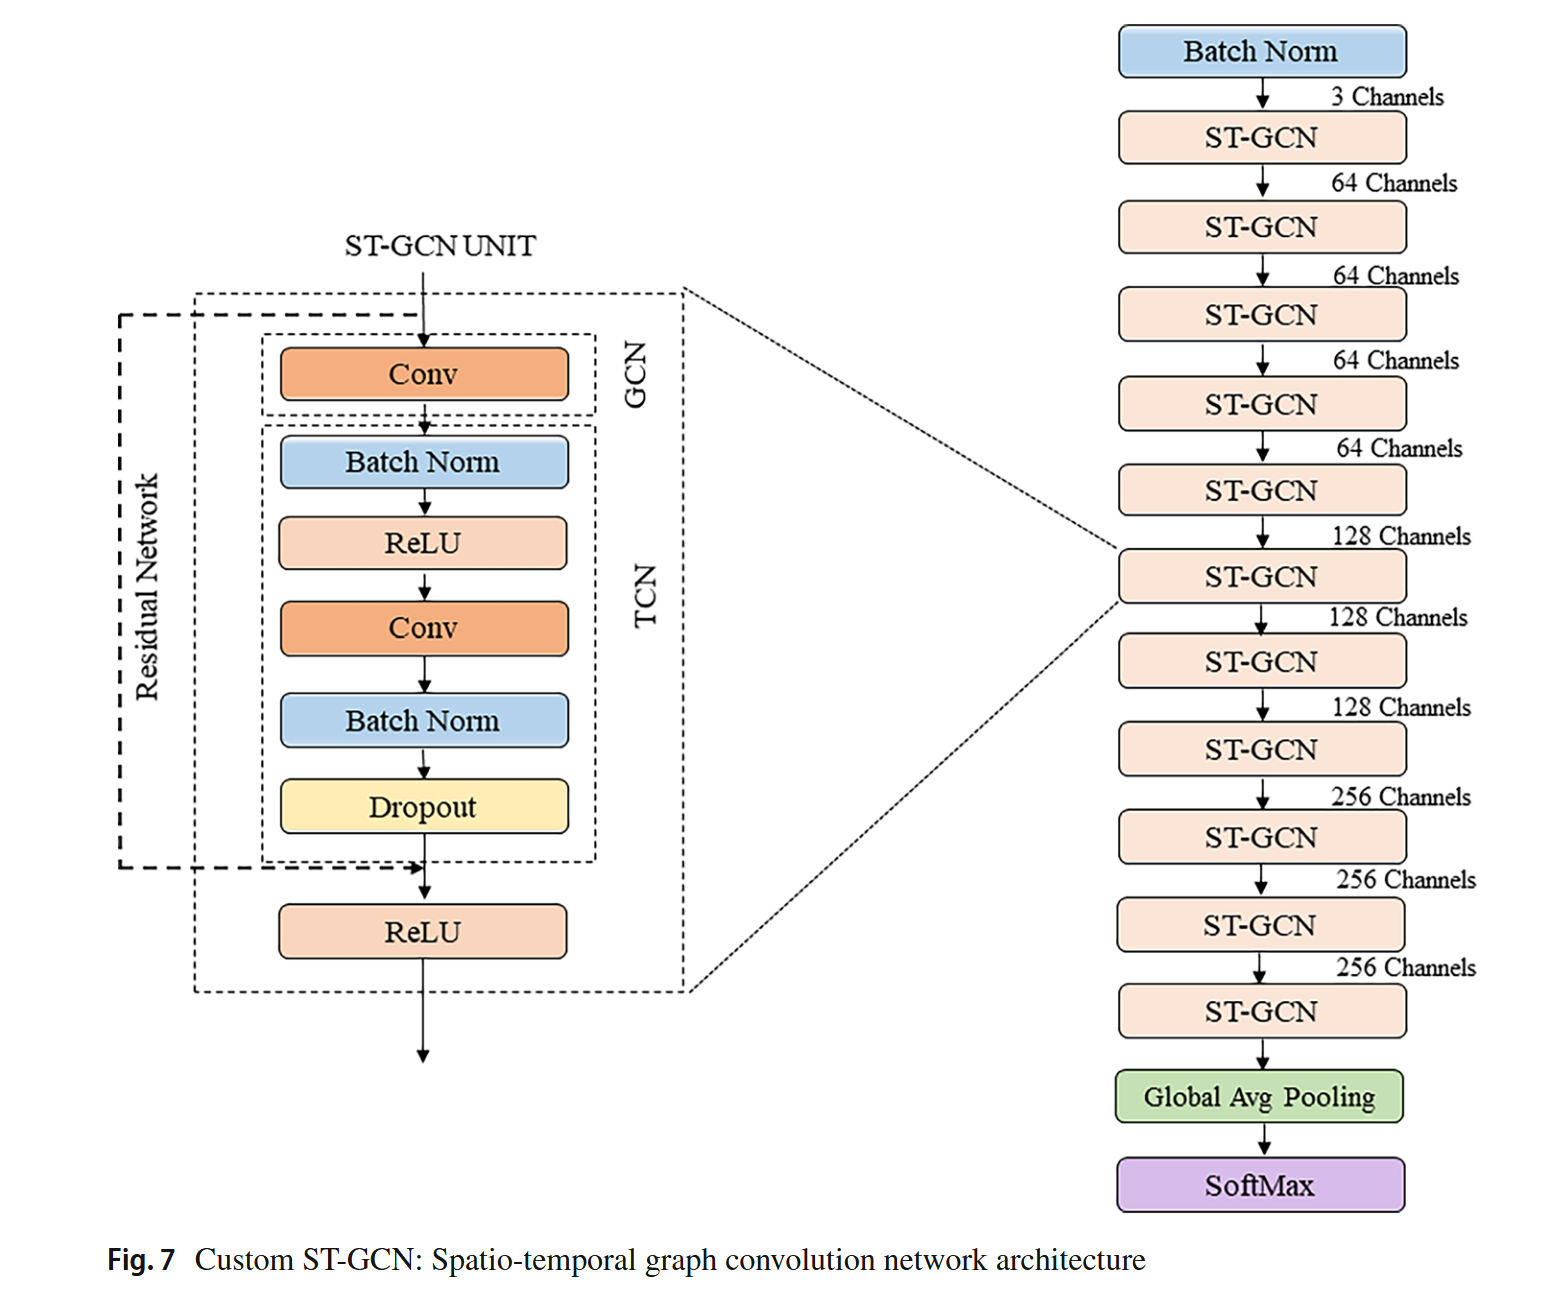 ST-GCN UNIT
Conv
GCN
Batch Norm
ReLU
Conv
Batch Norm
Dropout
TCN
Residual Network
ReLU
Batch Norm
3 Channels
ST-GCN
64 Channels
ST-GCN
64 Channels
ST-GCN
64 Channels
ST-GCN
64 Channels
ST-GCN
128 Channels
ST-GCN
128 Channels
ST-GCN
128 Channels
ST-GCN
256 Channels
ST-GCN
256 Channels
ST-GCN
256 Channels
ST-GCN
Global Avg Pooling
SoftMax
Fig. 7 Custom ST-GCN: Spatio-temporal graph convolution network architecture